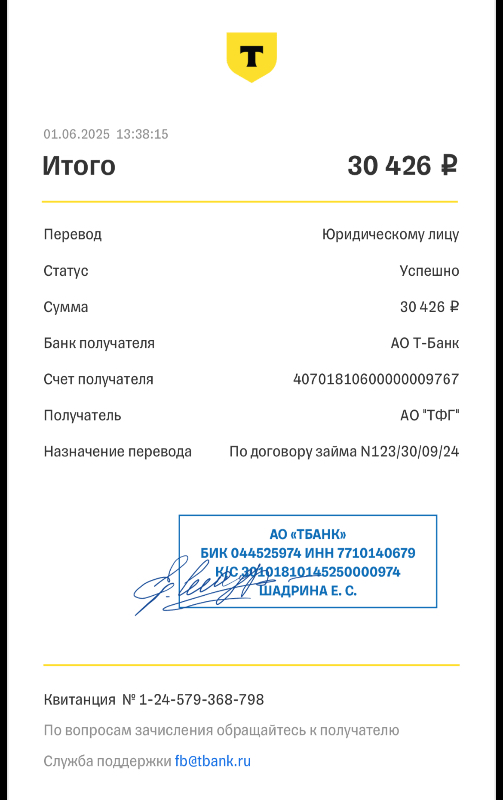 Т
01.06.2025 13:38:15
Итого 30 426 ₽
Перевод Юридическому лицу
Статус Успешно
Сумма 30 426 ₽
Банк получателя АО Т-Банк
Счет получателя 40701810600000009767
Получатель АО "ТФГ"
Назначение перевода По договору займа N123/30/09/24
АО «ТБАНК»
БИК 044525974 ИНН 7710140679
К/С 30101810145250000974
ШАДРИНА Е. С.
Квитанция № 1-24-579-368-798
По вопросам зачисления обращайтесь к получателю
Служба поддержки fb@tbank.ru